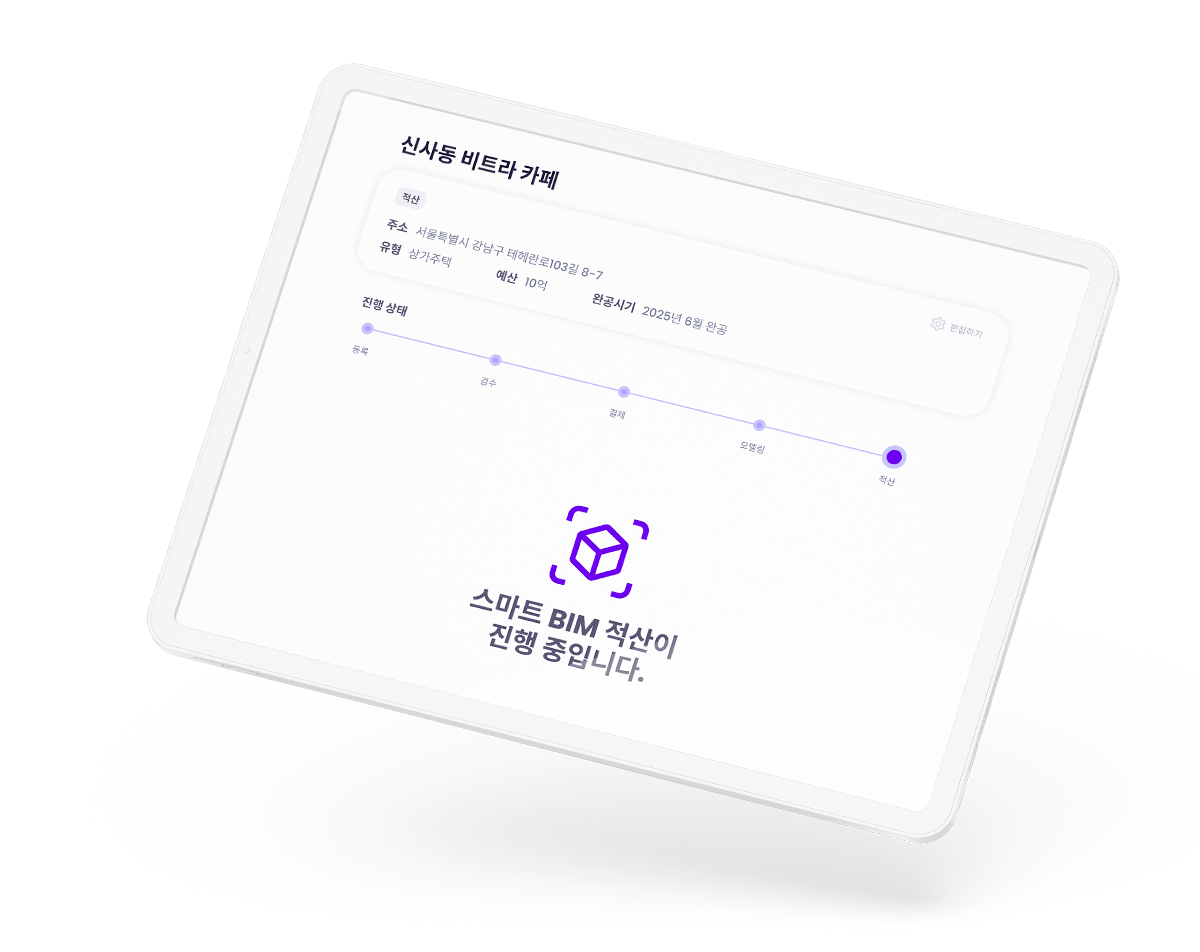 신사동 비트라 카페
적산
주소 서울특별시 강남구 테헤란로103길 8-7
유형 상가주택 예산 10억 완공시기 2025년 6월 완공
편집하기
진행 상태
등록
검수
결제
모델링
적산
스마트 BIM 적산이
진행 중입니다.